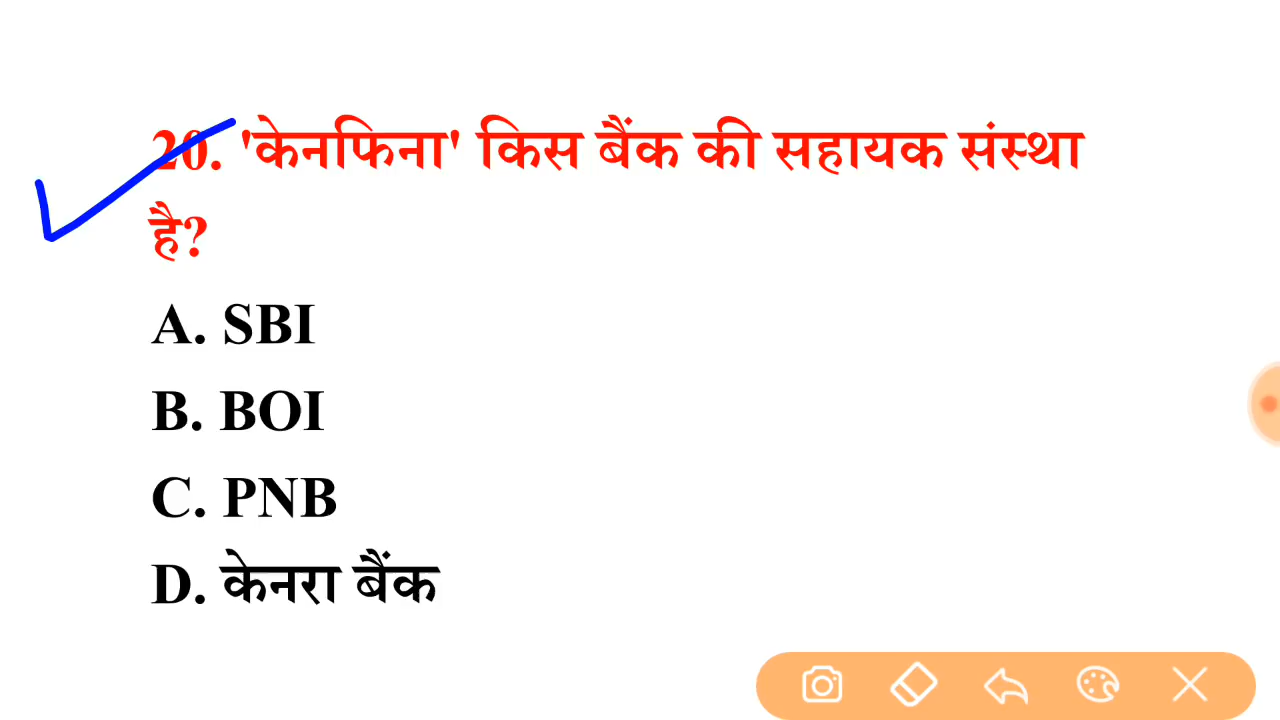 20. 'केनफिना' किस बैंक की सहायक संस्था
है?
A. SBI
B. BOI
C. PNB
D. केनरा बैंक